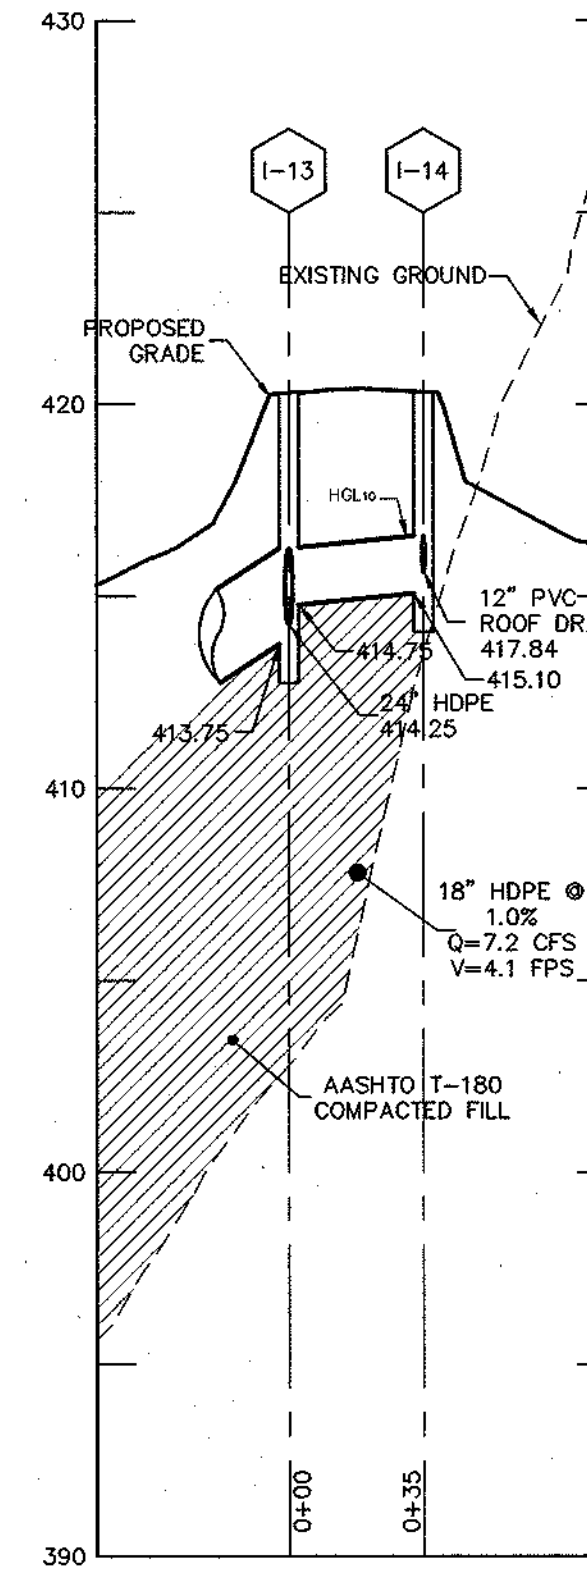 430
I-13
I-14
EXISTING GROUND
PROPOSED
GRADE
420
HGL10
12" PVC
ROOF DR
417.84
414.75
415.10
24" HDPE
414.25
413.75
410
18" HDPE @
1.0%
Q=7.2 CFS
V=4.1 FPS
AASHTO T-180
COMPACTED FILL
400
0+00
0+35
390